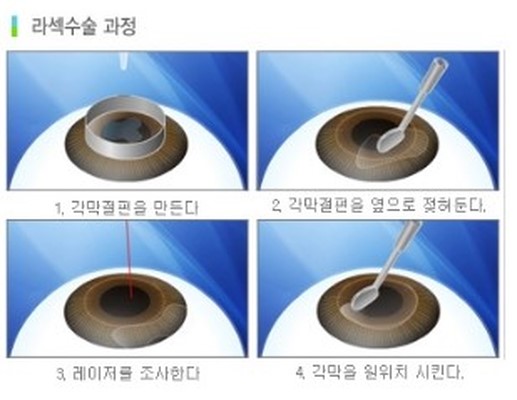 라섹수술 과정
1. 각막절편을 만든다
2. 각막절편을 옆으로 젖혀둔다.
3. 레이저를 조사한다
4. 각막을 원위치 시킨다.